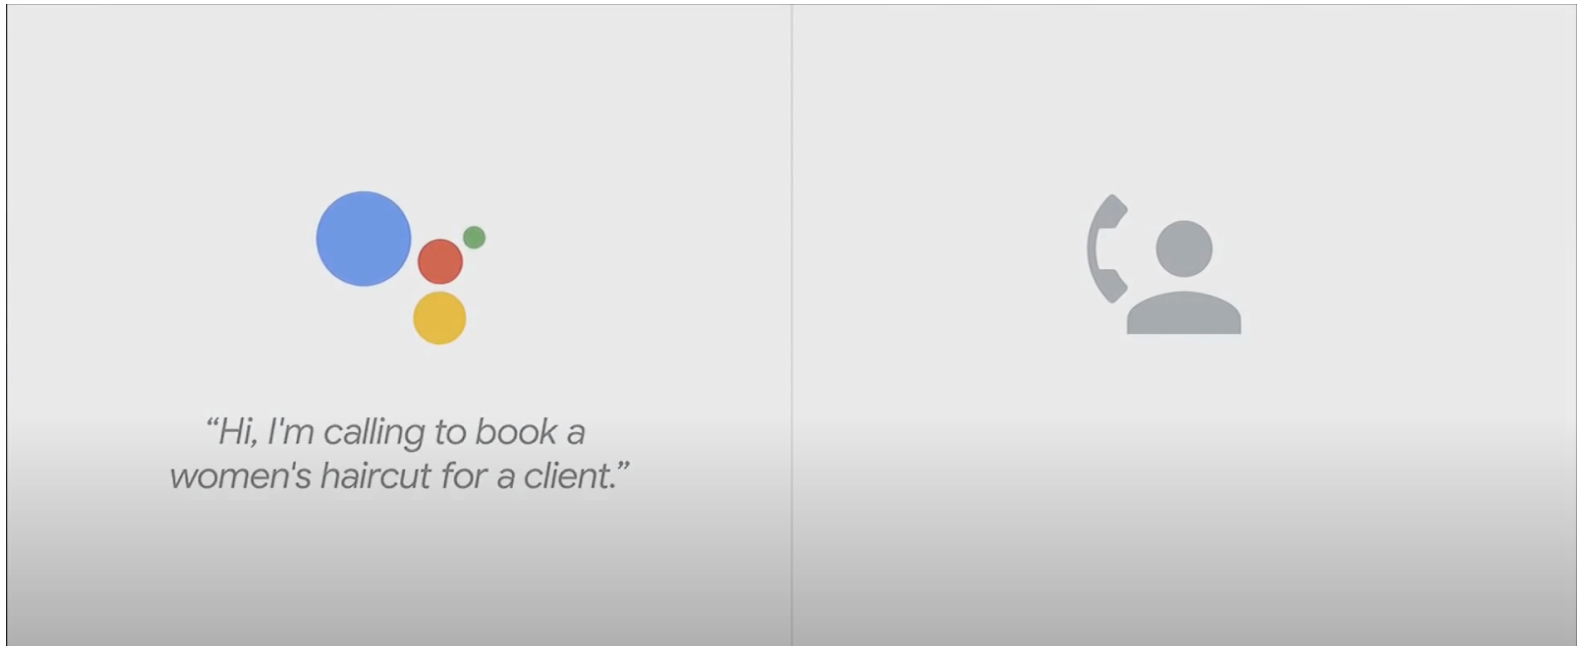 “Hi, I'm calling to book a
women's haircut for a client.”